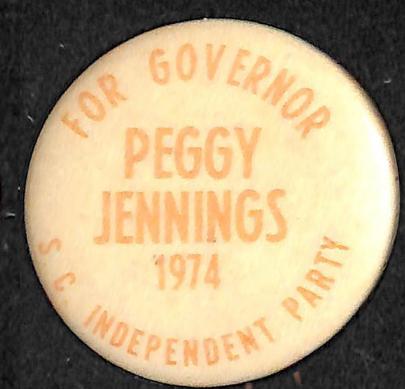 FOR GOVERNOR
PEGGY
JENNINGS
1974
S.C. INDEPENDENT PARTY